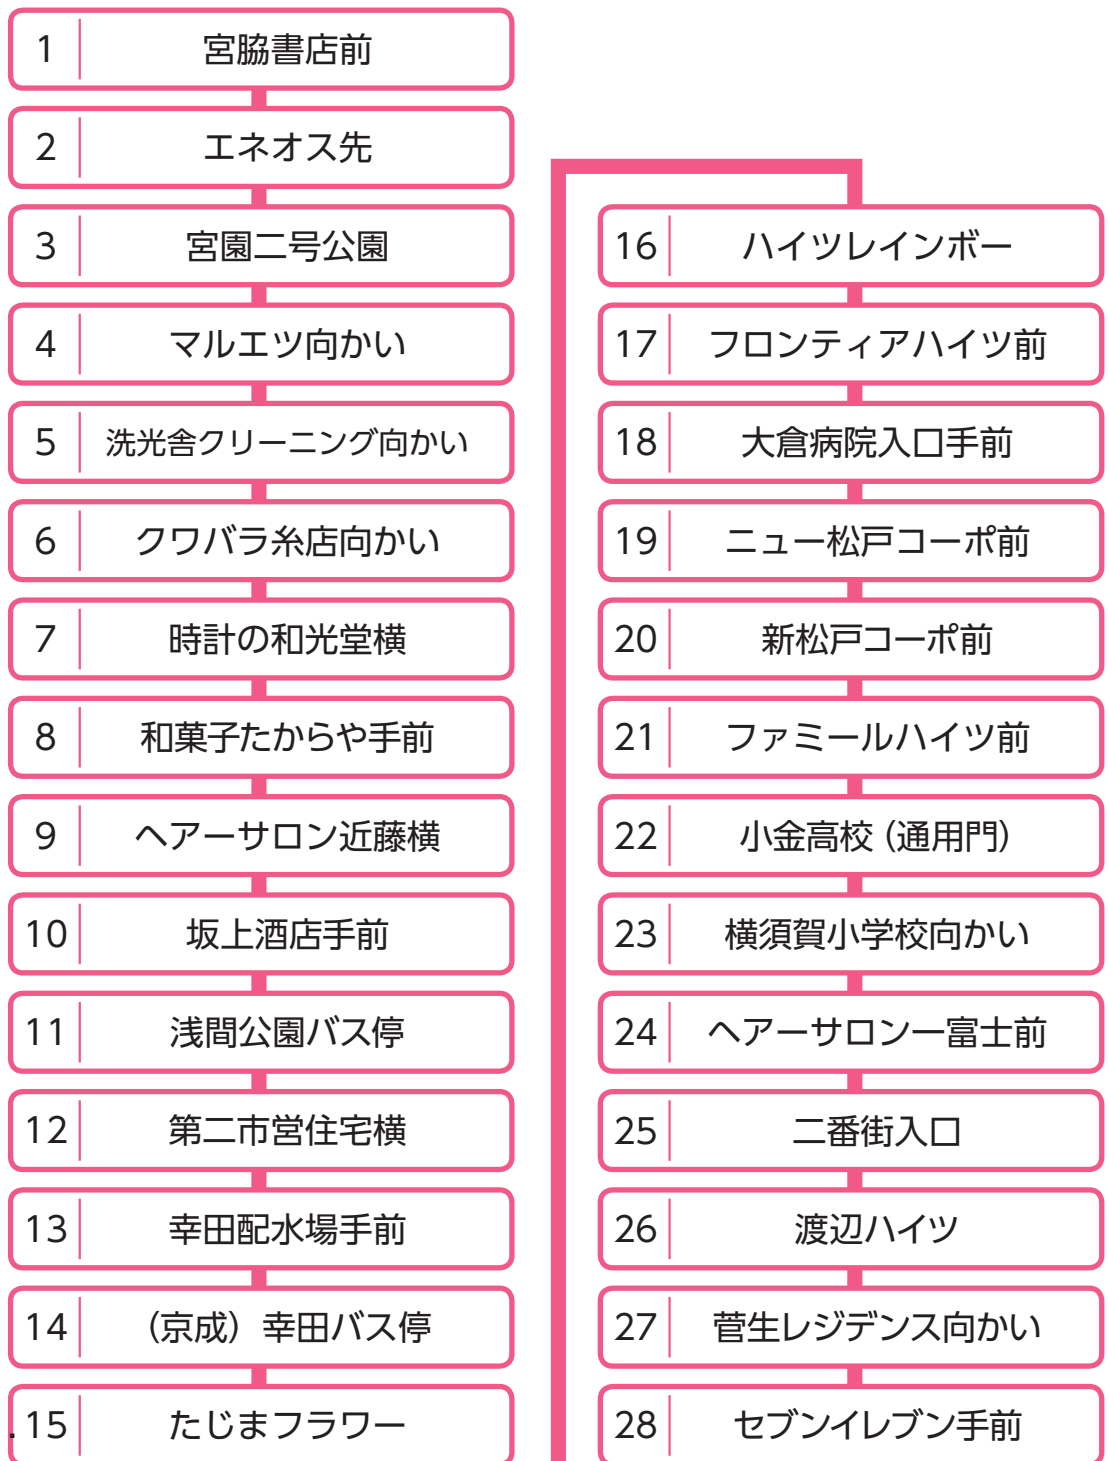 1 宮脇書店前
2 エネオス先
3 宮園二号公園
4 マルエツ向かい
5 洗光舎クリーニング向かい
6 クワバラ糸店向かい
7 時計の和光堂横
8 和菓子たからや手前
9 ヘアーサロン近藤横
10 坂上酒店手前
11 浅間公園バス停
12 第二市営住宅横
13 幸田配水場手前
14 （京成）幸田バス停
15 たじまフラワー
16 ハイツレインボー
17 フロンティアハイツ前
18 大倉病院入口手前
19 ニュー松戸コーポ前
20 新松戸コーポ前
21 ファミールハイツ前
22 小金高校（通用門）
23 横須賀小学校向かい
24 ヘアーサロン一富士前
25 二番街入口
26 渡辺ハイツ
27 菅生レジデンス向かい
28 セブンイレブン手前